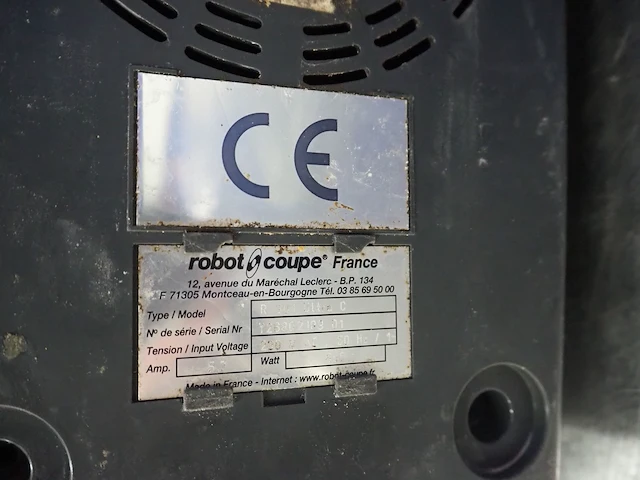 CE
robot coupe® France
12, avenue du Maréchal Leclerc - B.P. 134
F 71305 Montceau-en-Bourgogne Tél. 03 85 69 50 00
Type / Model
N° de série / Serial Nr
Tension / Input Voltage
Amp. Watt
Made in France - Internet : www.robot-coupe.fr